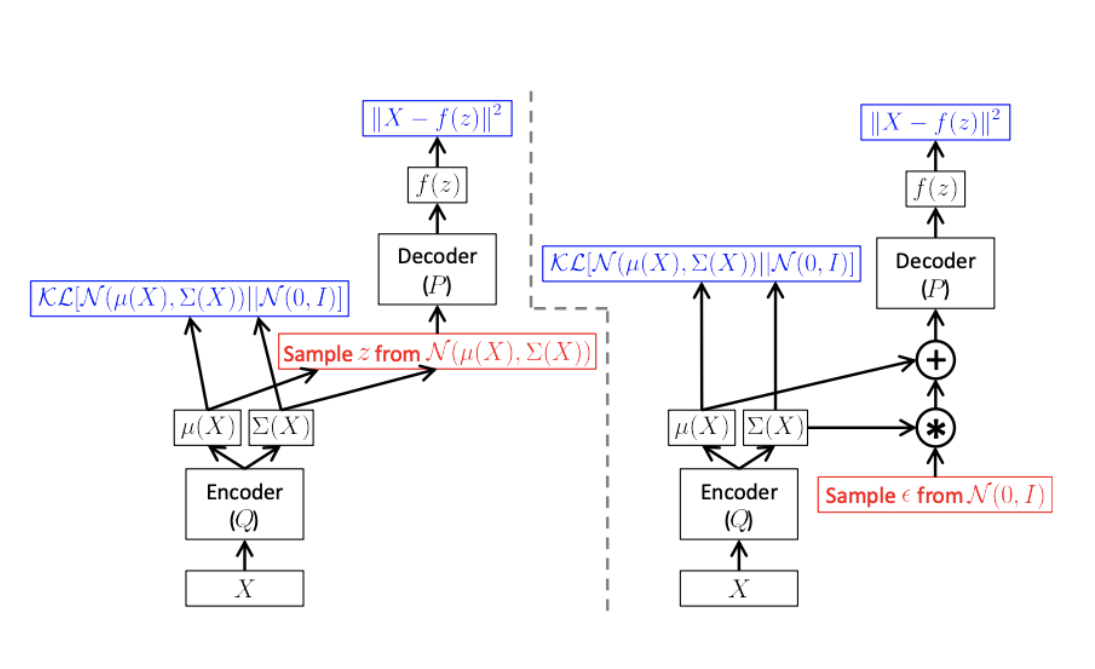 ‖X − f(z)‖²
f(z)
Decoder
(P)
𝒦ℒ[𝒩(μ(X), Σ(X))||𝒩(0, I)]
Sample z from 𝒩(μ(X), Σ(X))
μ(X)
Σ(X)
Encoder
(Q)
X
‖X − f(z)‖²
f(z)
Decoder
(P)
𝒦ℒ[𝒩(μ(X), Σ(X))||𝒩(0, I)]
+
μ(X)
Σ(X)
*
Sample ϵ from 𝒩(0, I)
Encoder
(Q)
X